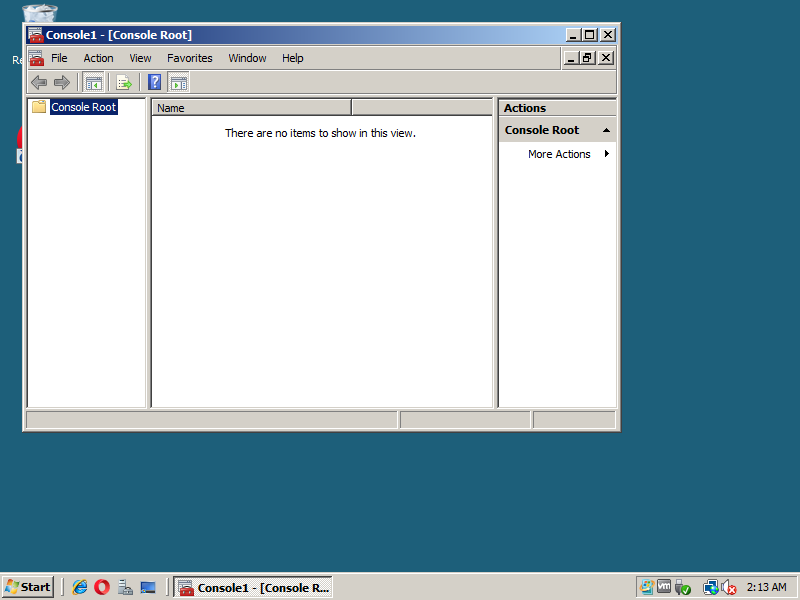 Console1 - [Console Root]
File Action View Favorites Window Help
Console Root
Name
There are no items to show in this view.
Actions
Console Root
More Actions
Start
Console1 - [Console R...
2:13 AM